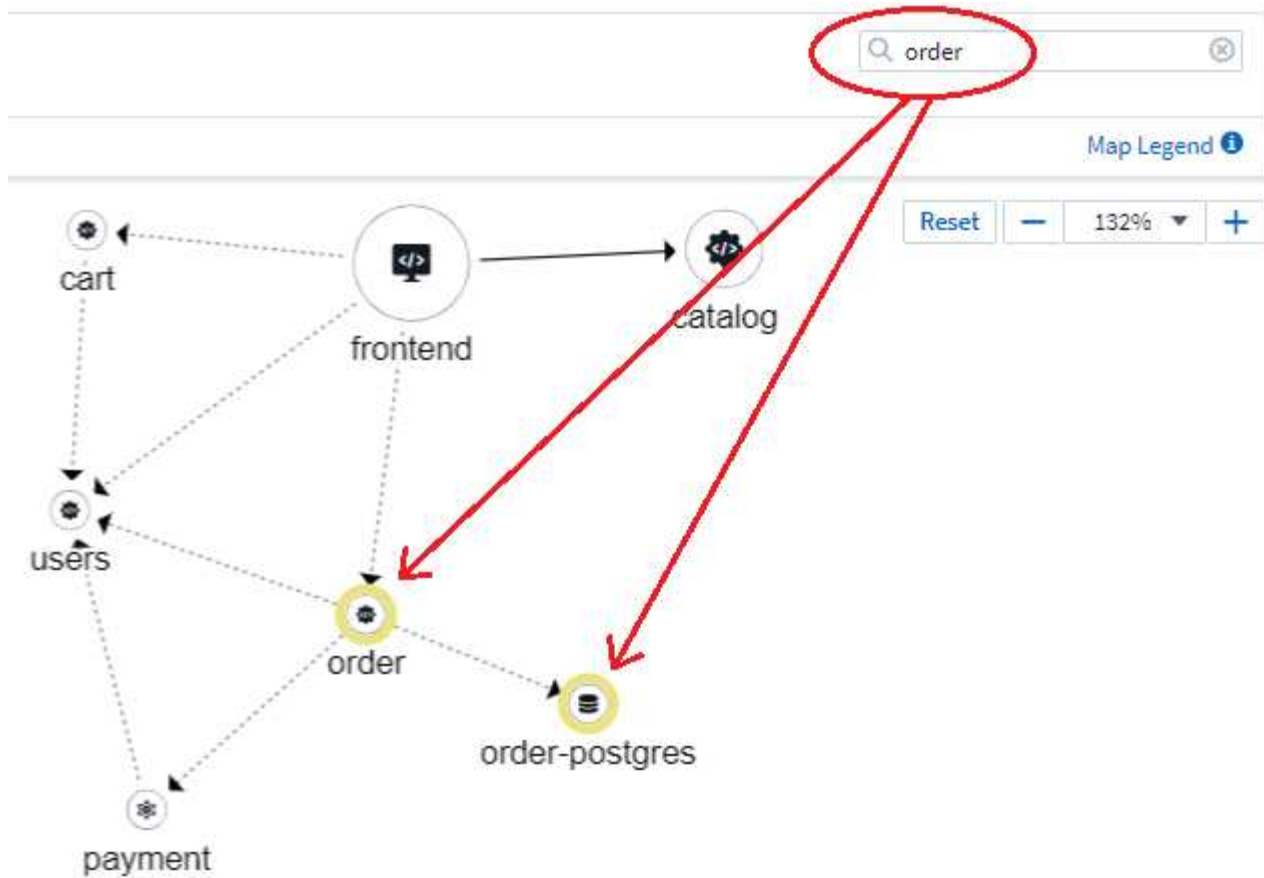 order
Map Legend
Reset
132%
cart
frontend
catalog
users
order
order-postgres
payment